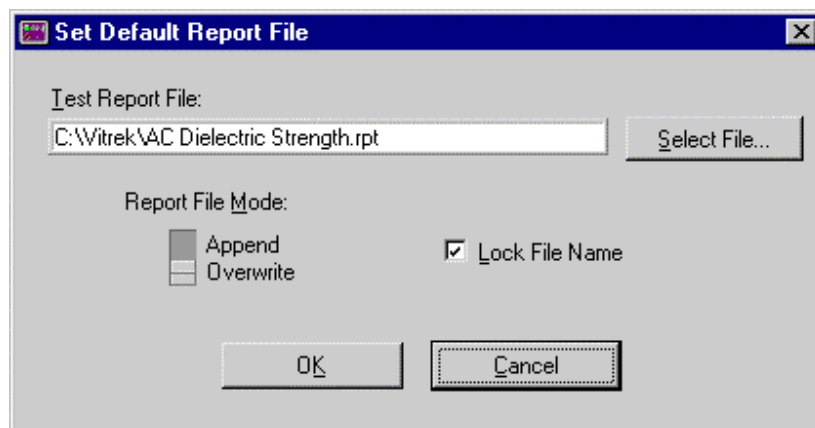 Set Default Report File
Test Report File:
C:\Vitrek\AC Dielectric Strength.rpt
Select File...
Report File Mode:
Append
Overwrite
Lock File Name
OK
Cancel